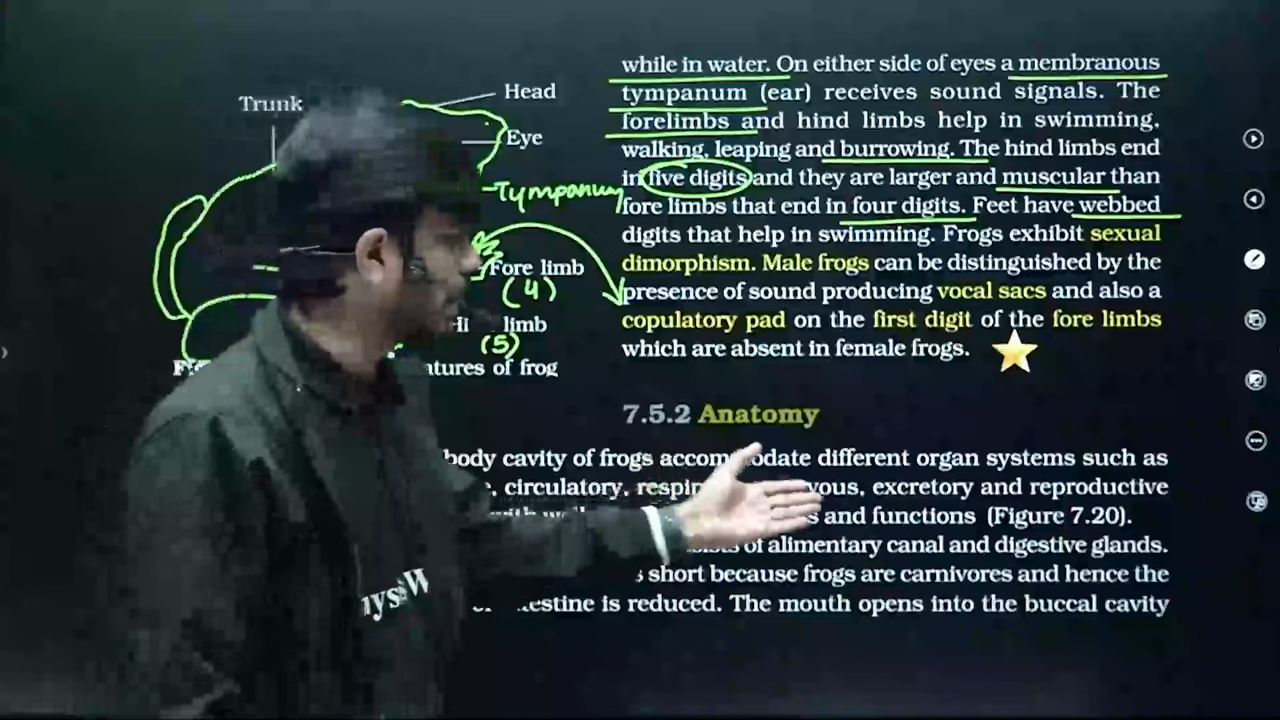 Trunk
Head
Eye
Tympanum
Fore limb
(4)
limb
(5)
atures of frog
while in water. On either side of eyes a membranous
tympanum (ear) receives sound signals. The
forelimbs and hind limbs help in swimming,
walking, leaping and burrowing. The hind limbs end
in five digits and they are larger and muscular than
fore limbs that end in four digits. Feet have webbed
digits that help in swimming. Frogs exhibit sexual
dimorphism. Male frogs can be distinguished by the
presence of sound producing vocal sacs and also a
copulatory pad on the first digit of the fore limbs
which are absent in female frogs.
7.5.2 Anatomy
body cavity of frogs accommodate different organ systems such as
circulatory, respir vous, excretory and reproductive
s and functions (Figure 7.20).
of alimentary canal and digestive glands.
s short because frogs are carnivores and hence the
testine is reduced. The mouth opens into the buccal cavity
ysW